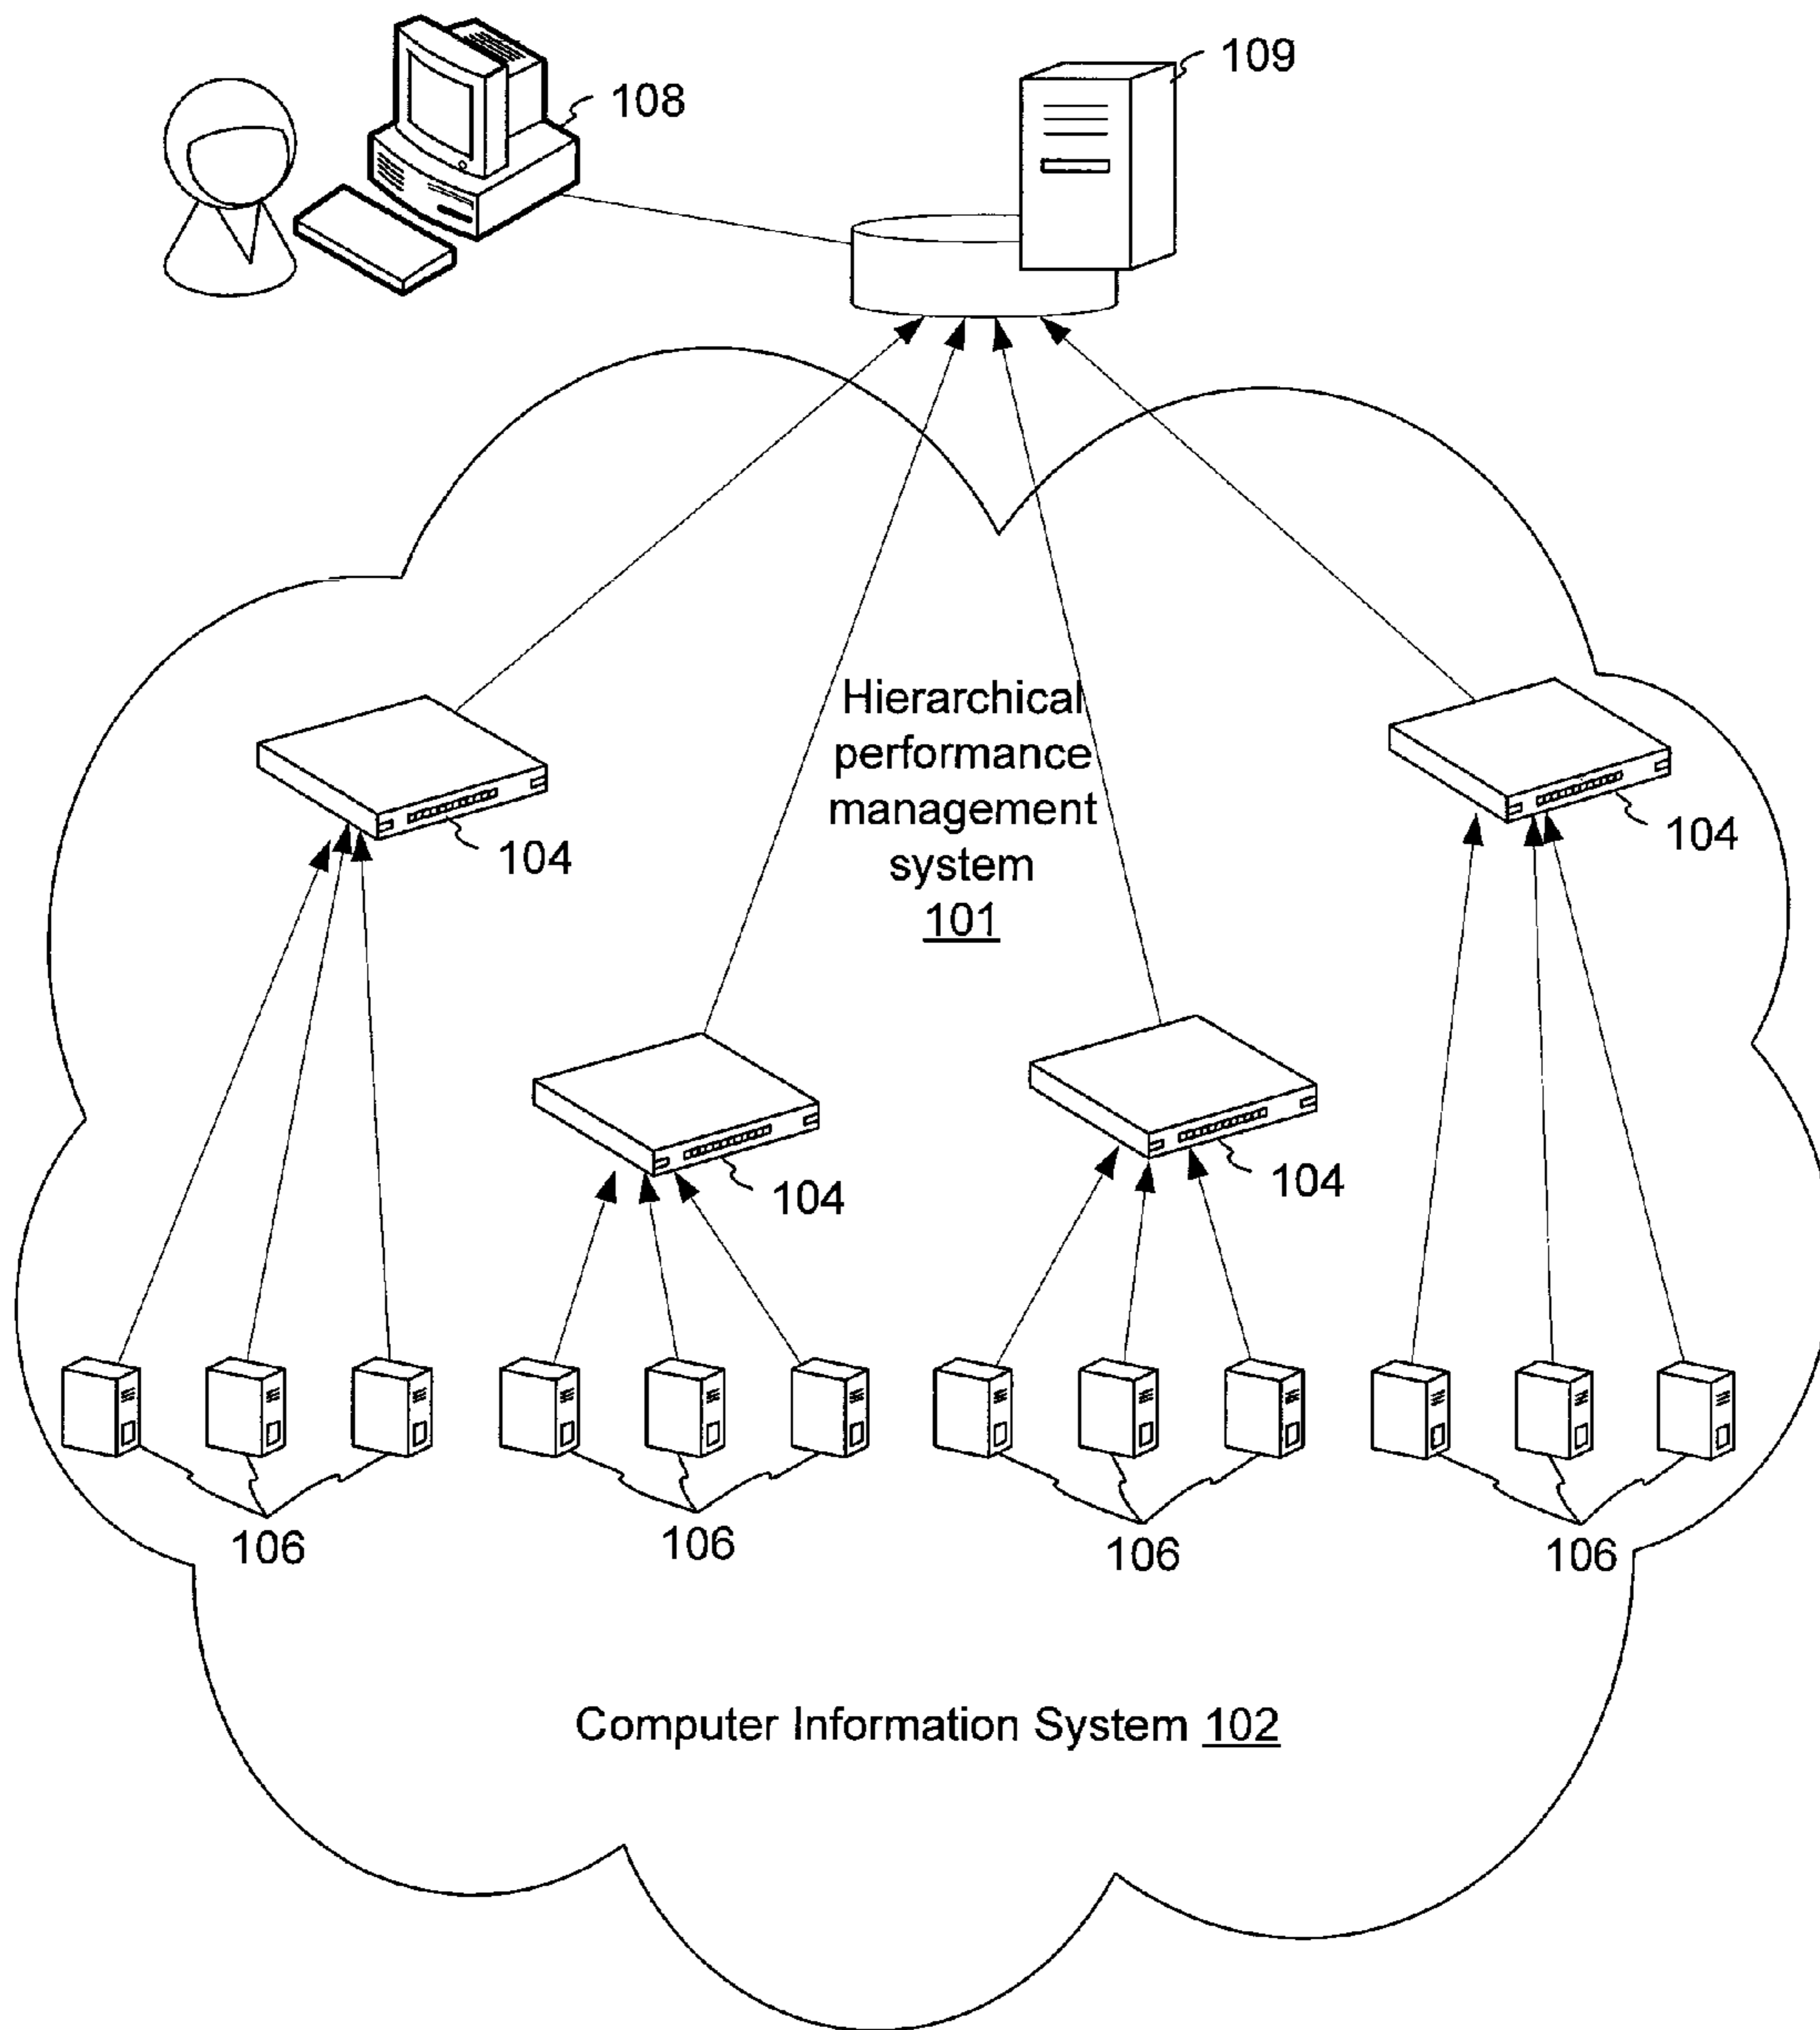 109
108
Hierarchical
performance
management
system
101
104
104
104
104
106
106
106
106
Computer Information System 102